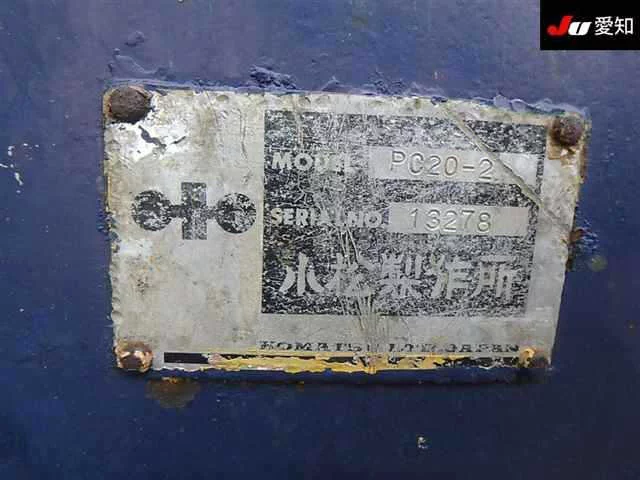 JU 愛知
MODEL PC20-2
SERIAL NO. 13278
小松製作所
KOMATSU LTD. JAPAN